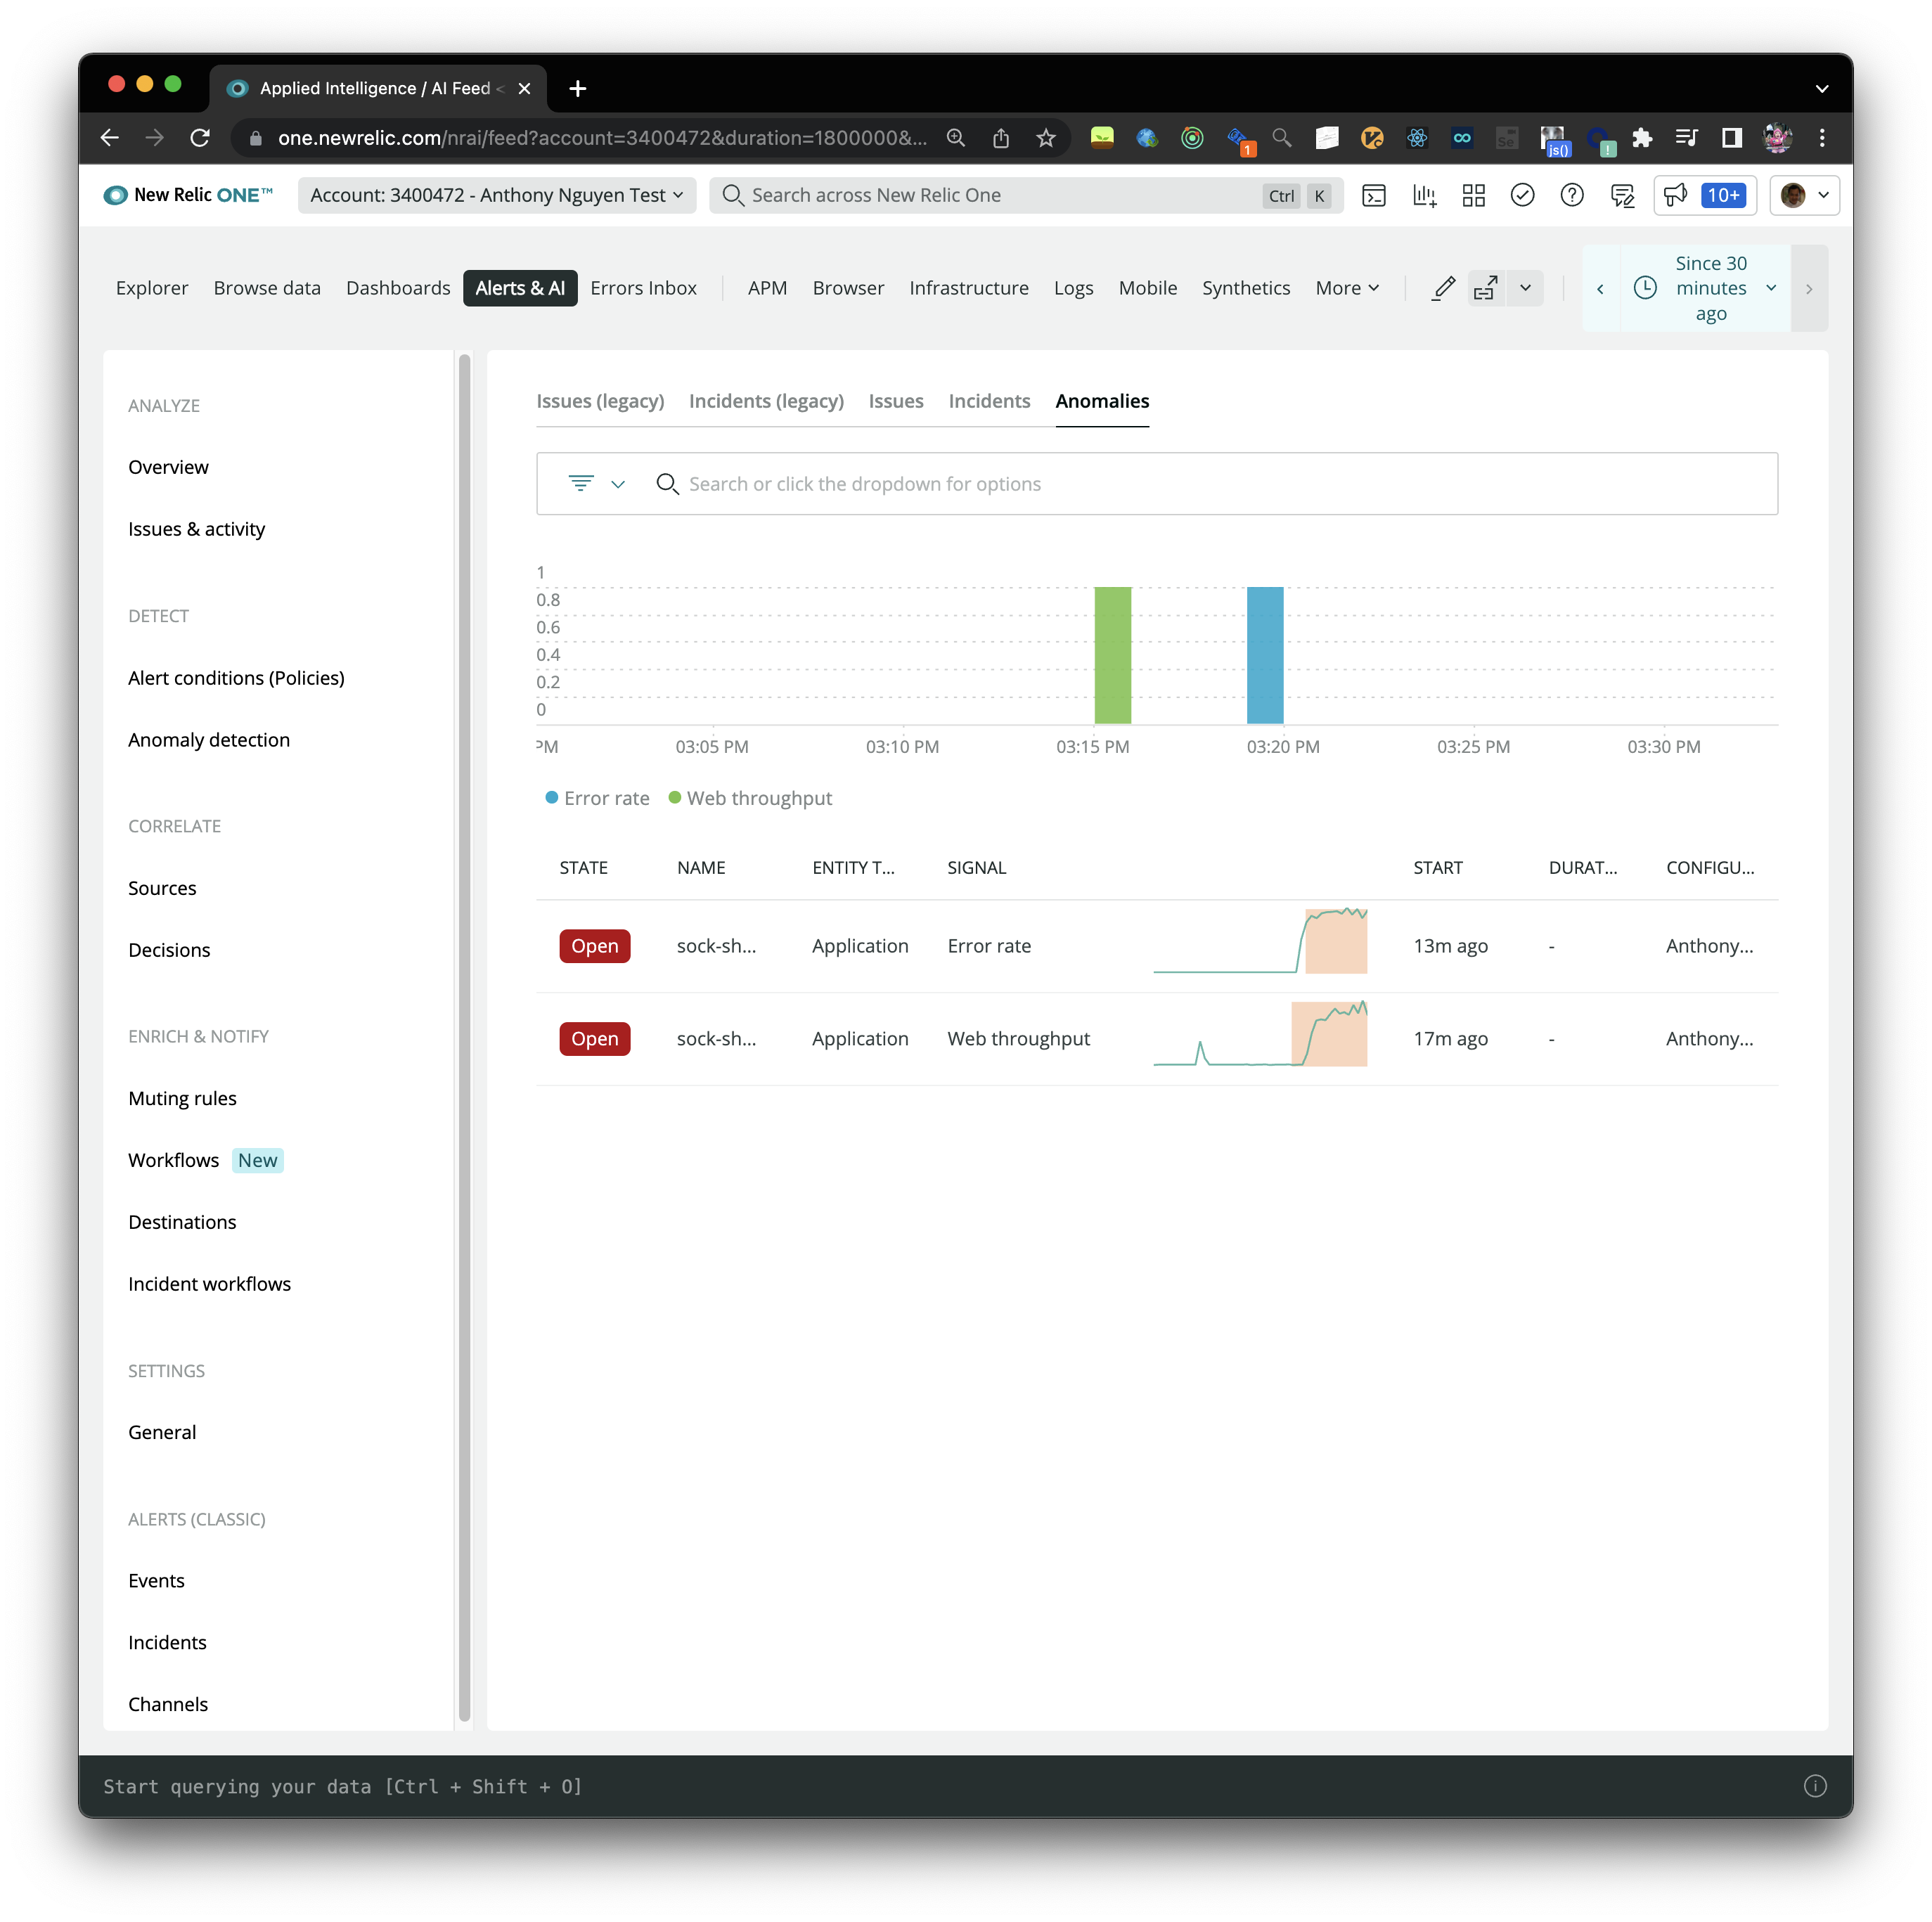 Applied Intelligence / AI Feed <
one.newrelic.com/nrai/feed?account=3400472&duration=1800000&...
1
js()
!
New Relic ONE™
Account: 3400472 - Anthony Nguyen Test
Search across New Relic One
Ctrl K
10+
Explorer Browse data Dashboards Alerts & AI Errors Inbox APM Browser Infrastructure Logs Mobile Synthetics More
Since 30
minutes
ago
ANALYZE
Overview
Issues & activity
DETECT
Alert conditions (Policies)
Anomaly detection
CORRELATE
Sources
Decisions
ENRICH & NOTIFY
Muting rules
Workflows New
Destinations
Incident workflows
SETTINGS
General
ALERTS (CLASSIC)
Events
Incidents
Channels
Issues (legacy) Incidents (legacy) Issues Incidents Anomalies
Search or click the dropdown for options
1
0.8
0.6
0.4
0.2
0
PM 03:05 PM 03:10 PM 03:15 PM 03:20 PM 03:25 PM 03:30 PM
Error rate Web throughput
STATE NAME ENTITY T... SIGNAL START DURAT... CONFIGU...
Open sock-sh... Application Error rate 13m ago - Anthony...
Open sock-sh... Application Web throughput 17m ago - Anthony...
Start querying your data [Ctrl + Shift + O]